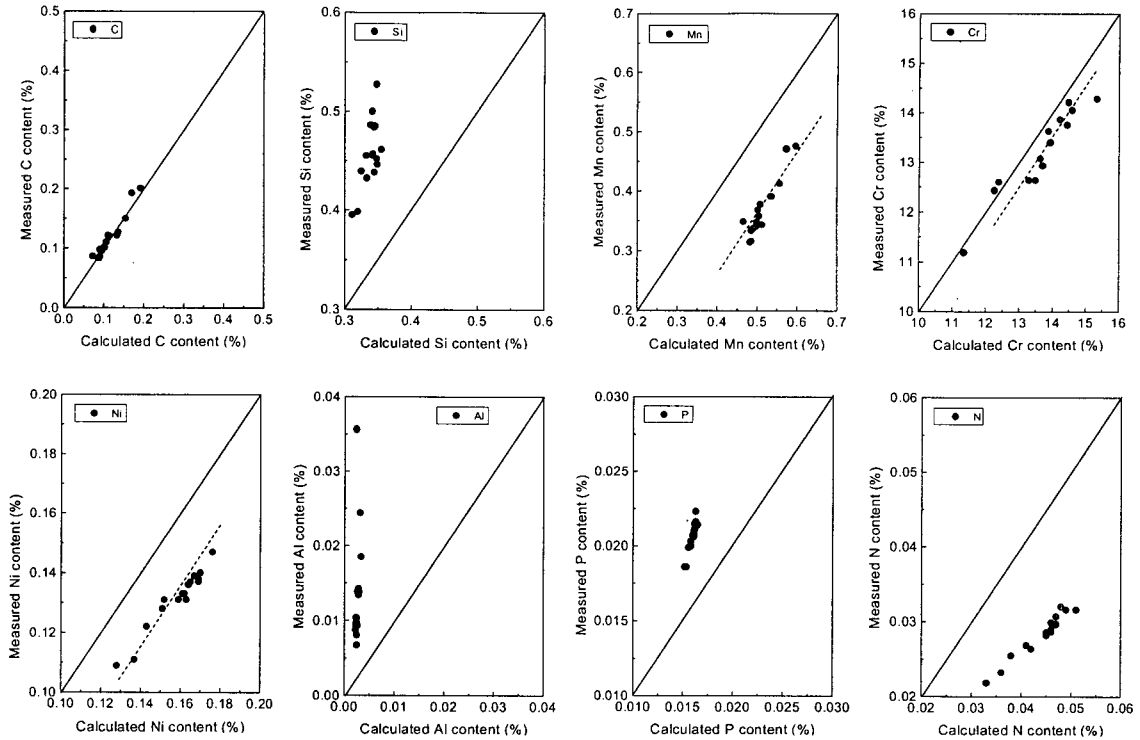 0.5
0.4
0.3
0.2
0.1
0.0
C
Measured C content (%)
0.0 0.1 0.2 0.3 0.4 0.5
Calculated C content (%)
0.6
0.5
0.4
0.3
Si
Measured Si content (%)
0.3 0.4 0.5 0.6
Calculated Si content (%)
0.7
0.6
0.5
0.4
0.3
0.2
Mn
Measured Mn content (%)
0.2 0.3 0.4 0.5 0.6 0.7
Calculated Mn content (%)
16
15
14
13
12
11
10
Cr
Measured Cr content (%)
10 12 14 16
Calculated Cr content (%)
0.20
0.18
0.16
0.14
0.12
0.10
Ni
Measured Ni content (%)
0.10 0.12 0.14 0.16 0.18 0.20
Calculated Ni content (%)
0.04
0.03
0.02
0.01
0.00
Al
Measured Al content (%)
0.00 0.01 0.02 0.03 0.04
Calculated Al content (%)
0.030
0.025
0.020
0.015
0.010
P
Measured P content (%)
0.010 0.015 0.020 0.025 0.030
Calculated P content (%)
0.06
0.05
0.04
0.03
0.02
N
Measured N content (%)
0.02 0.03 0.04 0.05 0.06
Calculated N content (%)